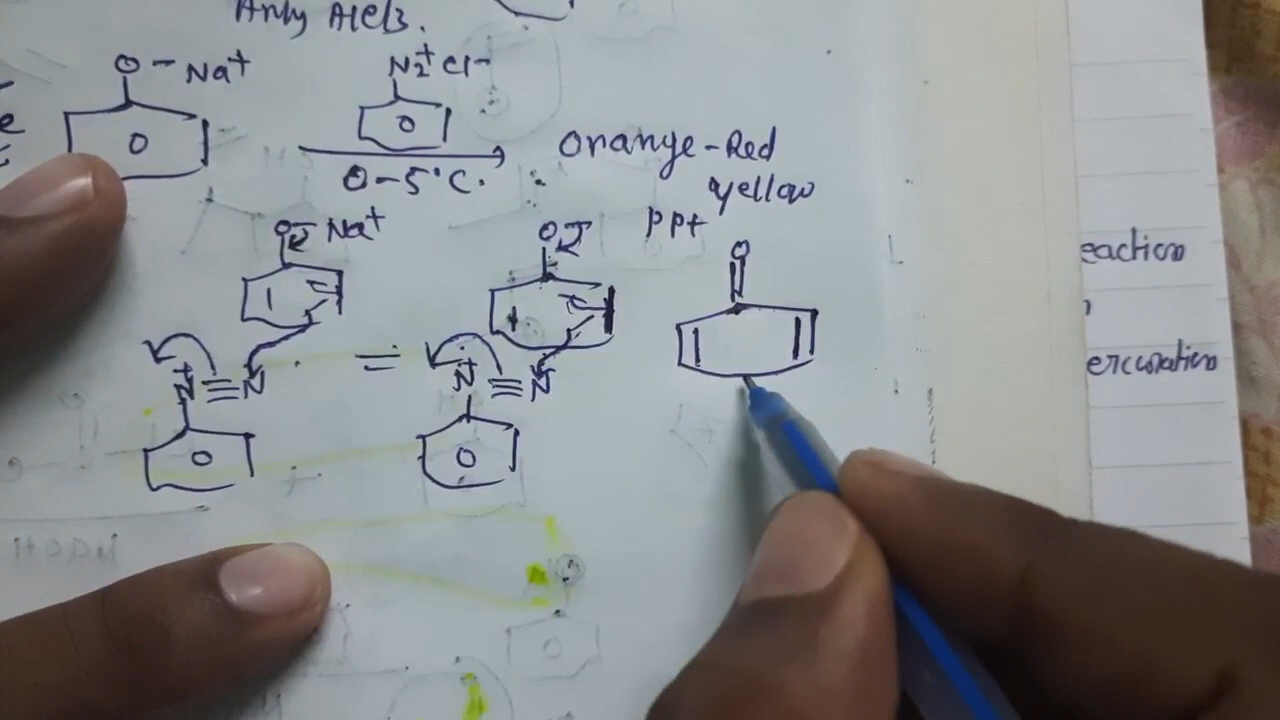 Anhy AlCl3.
O - Na+
N2+ Cl-
O
O
0-5°C.
Orange-Red
yellow
ppt
O- Na+
O-
O
N+ ≡ N
=
N+ ≡ N
O
O
eaction
ercuration